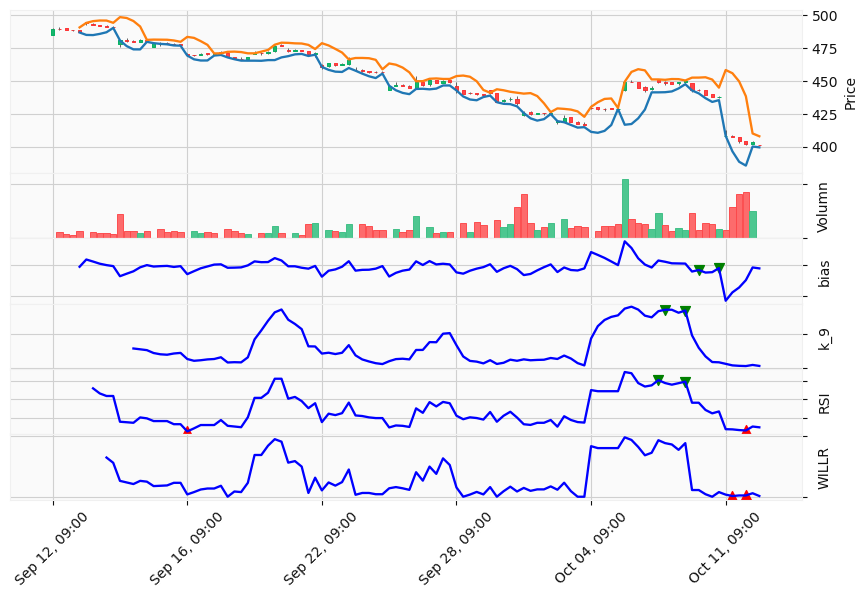 500
475
450
425
400
Price
Volumn
bias
k_9
RSI
WILLR
Sep 12, 09:00
Sep 16, 09:00
Sep 22, 09:00
Sep 28, 09:00
Oct 04, 09:00
Oct 11, 09:00